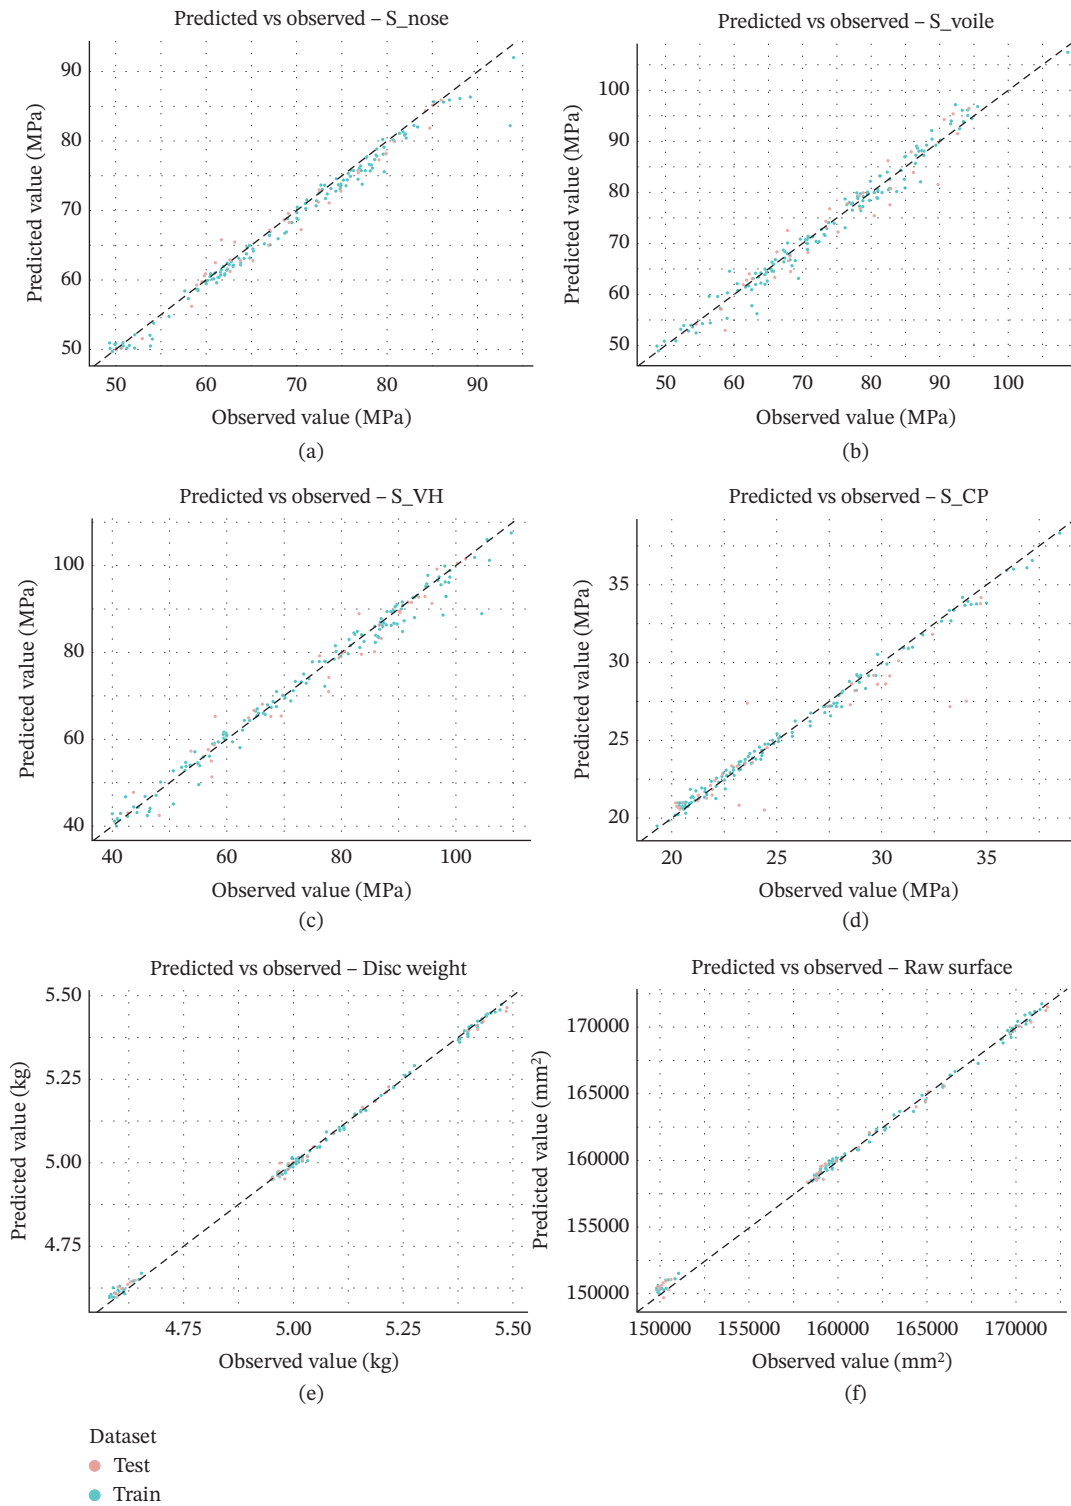 Predicted vs observed – S_nose
Predicted value (MPa)
90
80
70
60
50
50 60 70 80 90
Observed value (MPa)
(a)
Predicted vs observed – S_voile
Predicted value (MPa)
100
90
80
70
60
50
50 60 70 80 90 100
Observed value (MPa)
(b)
Predicted vs observed – S_VH
Predicted value (MPa)
100
80
60
40
40 60 80 100
Observed value (MPa)
(c)
Predicted vs observed – S_CP
Predicted value (MPa)
35
30
25
20
20 25 30 35
Observed value (MPa)
(d)
Predicted vs observed – Disc weight
Predicted value (kg)
5.50
5.25
5.00
4.75
4.75 5.00 5.25 5.50
Observed value (kg)
(e)
Predicted vs observed – Raw surface
Predicted value (mm²)
170000
165000
160000
155000
150000
150000 155000 160000 165000 170000
Observed value (mm²)
(f)
Dataset
Test
Train